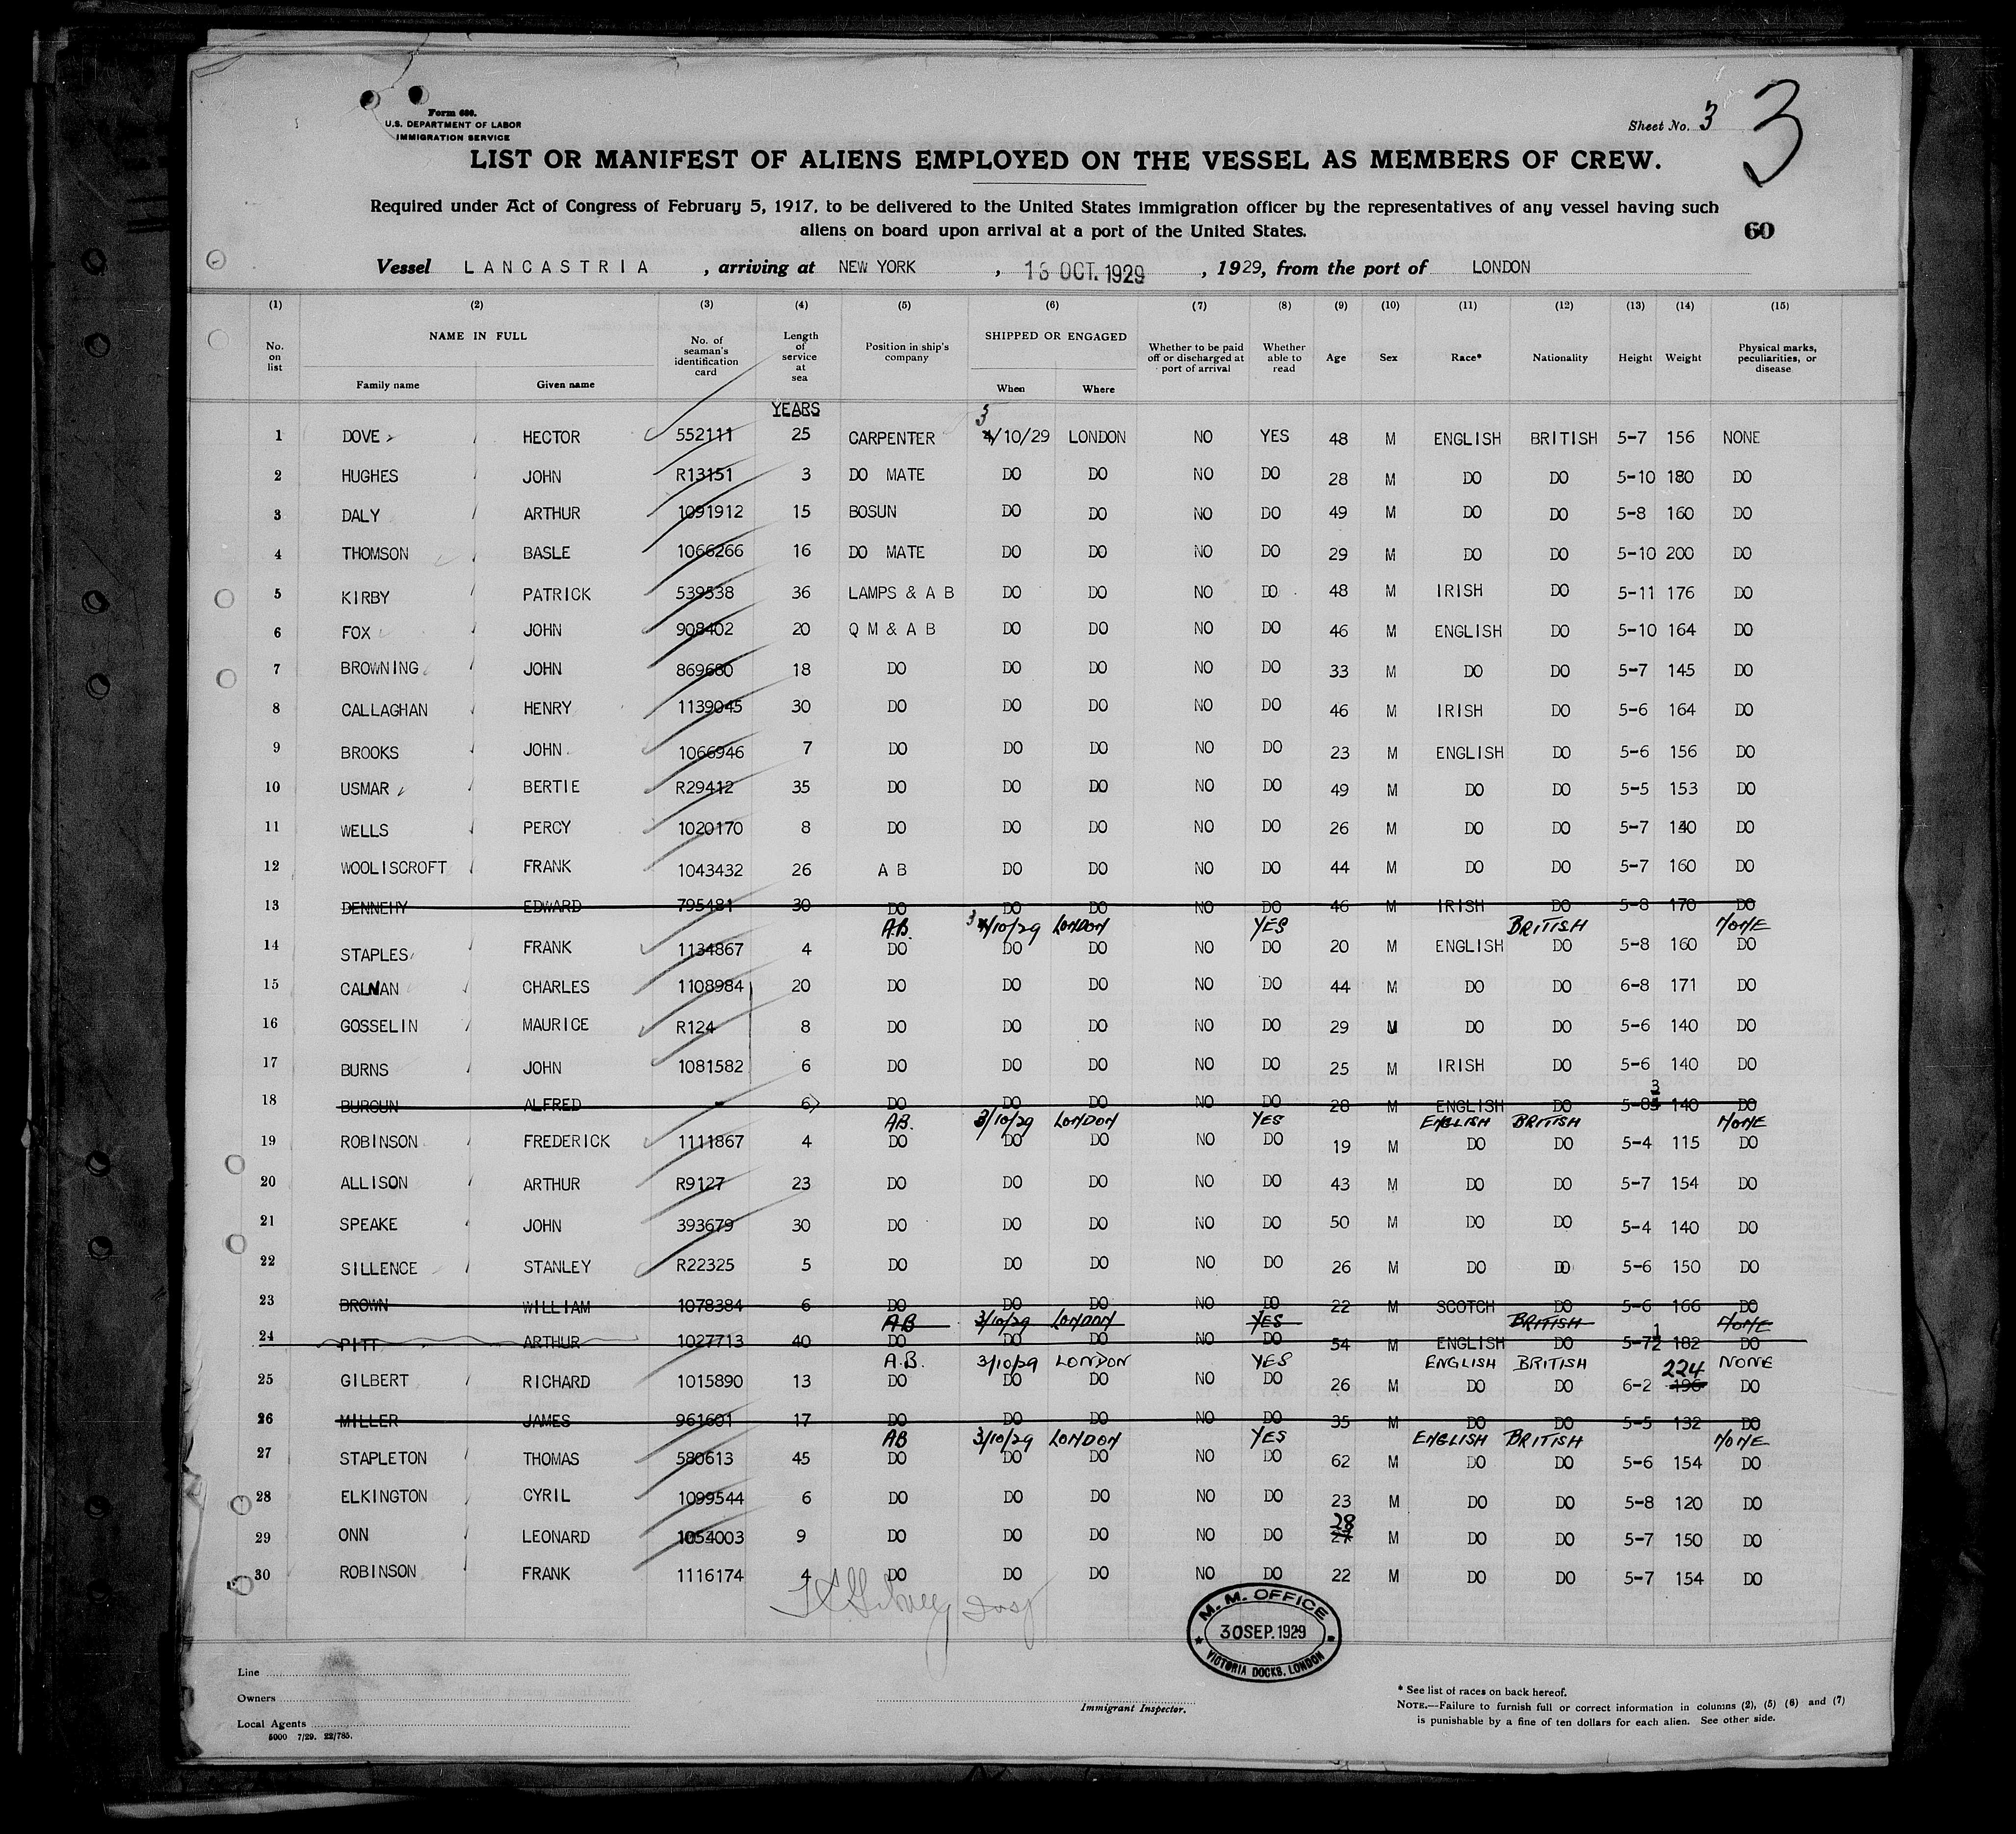 Form 680.
U.S. DEPARTMENT OF LABOR
IMMIGRATION SERVICE
Sheet No. 3
3
LIST OR MANIFEST OF ALIENS EMPLOYED ON THE VESSEL AS MEMBERS OF CREW.
Required under Act of Congress of February 5, 1917, to be delivered to the United States immigration officer by the representatives of any vessel having such
aliens on board upon arrival at a port of the United States.
60
Vessel LANCASTRIA , arriving at NEW YORK , 13 OCT. 1929 , 1929, from the port of LONDON
(1) (2) (3) (4) (5) (6) (7) (8) (9) (10) (11) (12) (13) (14) (15)
No. on list NAME IN FULL Family name Given name No. of seaman's identification card Length of service at sea Position in ship's company SHIPPED OR ENGAGED When Where Whether to be paid off or discharged at port of arrival Whether able to read Age Sex Race* Nationality Height Weight Physical marks, peculiarities, or disease
YEARS
1 DOVE HECTOR 552111 25 CARPENTER 3/10/29 LONDON NO YES 48 M ENGLISH BRITISH 5-7 156 NONE
2 HUGHES JOHN R13151 3 DO MATE DO DO NO DO 28 M DO DO 5-10 180 DO
3 DALY ARTHUR 1091912 15 BOSUN DO DO NO DO 49 M DO DO 5-8 160 DO
4 THOMSON BASLE 1066266 16 DO MATE DO DO NO DO 29 M DO DO 5-10 200 DO
5 KIRBY PATRICK 539538 36 LAMPS & A B DO DO NO DO 48 M IRISH DO 5-11 176 DO
6 FOX JOHN 908402 20 Q M & A B DO DO NO DO 46 M ENGLISH DO 5-10 164 DO
7 BROWNING JOHN 869680 18 DO DO DO NO DO 33 M DO DO 5-7 145 DO
8 CALLAGHAN HENRY 1139045 30 DO DO DO NO DO 46 M IRISH DO 5-6 164 DO
9 BROOKS JOHN 1066946 7 DO DO DO NO DO 23 M ENGLISH DO 5-6 156 DO
10 USMAR BERTIE R29412 35 DO DO DO NO DO 49 M DO DO 5-5 153 DO
11 WELLS PERCY 1020170 8 DO DO DO NO DO 26 M DO DO 5-7 DO
12 WOOLISCROFT FRANK 1043432 26 A B DO DO NO DO 44 M DO DO 5-7 160 DO
13 DENNEHY EDWARD 795481 30 DO DO DO NO DO 46 M IRISH DO 5-8 170 DO
A.B. 3/10/29 LONDON YES BRITISH NONE
14 STAPLES FRANK 1134867 4 DO DO DO NO DO 20 M ENGLISH DO 5-8 160 DO
15 CALNAN CHARLES 1108984 20 DO DO DO NO DO 44 M DO DO 6-8 171 DO
16 GOSSELIN MAURICE R124 8 DO DO DO NO DO 29 M DO DO 5-6 140 DO
17 BURNS JOHN 1081582 6 DO DO DO NO DO 25 M IRISH DO 5-6 140 DO
3
18 BURGUN ALFRED - 6 DO DO DO NO DO 28 M ENGLISH DO 140 DO
AB. 3/10/29 LONDON YES ENGLISH BRITISH NONE
19 ROBINSON FREDERICK 1111867 4 DO DO DO NO DO 19 M DO DO 5-4 115 DO
20 ALLISON ARTHUR R9127 23 DO DO DO NO DO 43 M DO DO 5-7 154 DO
21 SPEAKE JOHN 393679 30 DO DO DO NO DO 50 M DO DO 5-4 140 DO
22 SILLENCE STANLEY R22325 5 DO DO DO NO DO 26 M DO DO 5-6 150 DO
23 BROWN WILLIAM 1078384 6 DO DO DO NO DO 22 M SCOTCH DO 5-6 166 DO
AB 3/10/29 LONDON YES BRITISH NONE
24 PITT ARTHUR 1027713 40 DO DO DO NO DO 54 M ENGLISH DO 182 DO
A.B. 3/10/29 LONDON YES ENGLISH BRITISH 224 NONE
25 GILBERT RICHARD 1015890 13 DO DO DO NO DO 26 M DO DO 6-2 196 DO
26 MILLER JAMES 961601 17 DO DO DO NO DO 35 M DO DO 5-5 132 DO
AB 3/10/29 LONDON YES ENGLISH BRITISH NONE
27 STAPLETON THOMAS 580613 45 DO DO DO NO DO 62 M DO DO 5-6 154 DO
28 ELKINGTON CYRIL 1099544 6 DO DO DO NO DO 23 M DO DO 5-8 120 DO
28
29 ONN LEONARD 1054003 9 DO DO DO NO DO 27 M DO DO 5-7 150 DO
30 ROBINSON FRANK 1116174 4 DO DO DO NO DO 22 M DO DO 5-7 154 DO
M. M. OFFICE
30 SEP. 1929
VICTORIA DOCKS, LONDON
Line
Owners
Local Agents
5000 7/29. 22/785.
Immigrant Inspector.
* See list of races on back hereof.
NOTE.—Failure to furnish full or correct information in columns (2), (5) (6) and (7)
is punishable by a fine of ten dollars for each alien. See other side.